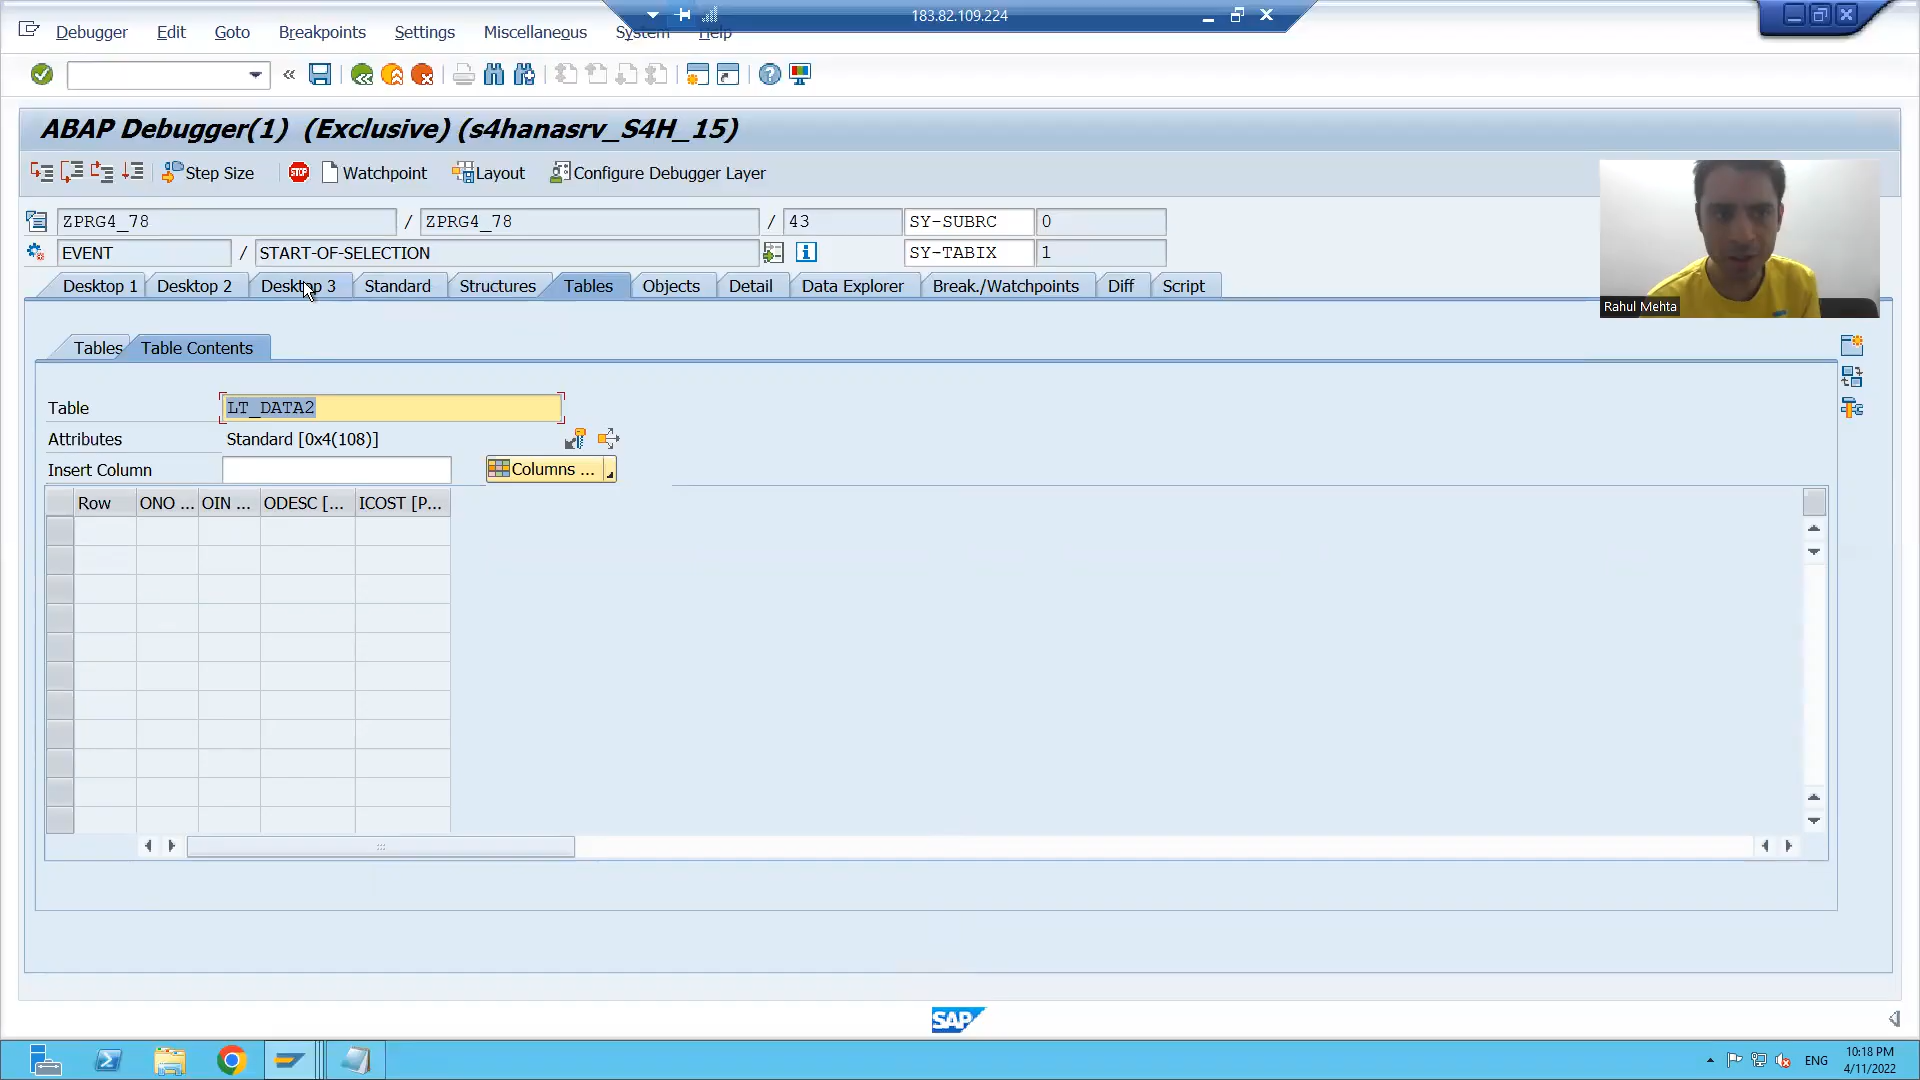 183.82.109.224
Debugger Edit Goto Breakpoints Settings Miscellaneous System Help
ABAP Debugger(1) (Exclusive) (s4hanasrv_S4H_15)
Step Size STOP Watchpoint Layout Configure Debugger Layer
ZPRG4_78 / ZPRG4_78 / 43 SY-SUBRC 0
EVENT / START-OF-SELECTION SY-TABIX 1
Desktop 1 Desktop 2 Desktop 3 Standard Structures Tables Objects Detail Data Explorer Break./Watchpoints Diff Script
Rahul Mehta
Tables Table Contents
Table LT_DATA2
Attributes Standard [0x4(108)]
Insert Column Columns ...
Row ONO ... OIN ... ODESC [... ICOST [P...
SAP
ENG 10:18 PM
4/11/2022